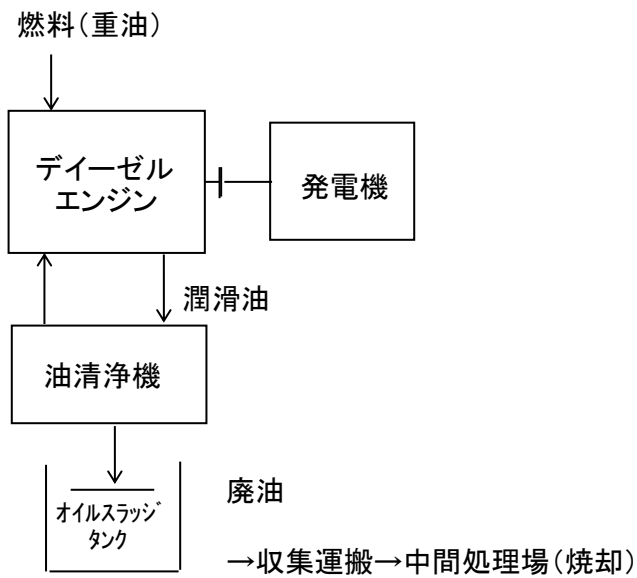 燃料(重油)
デイーゼル
エンジン
発電機
潤滑油
油清浄機
オイルスラッジ
タンク
廃油
→収集運搬→中間処理場(焼却)